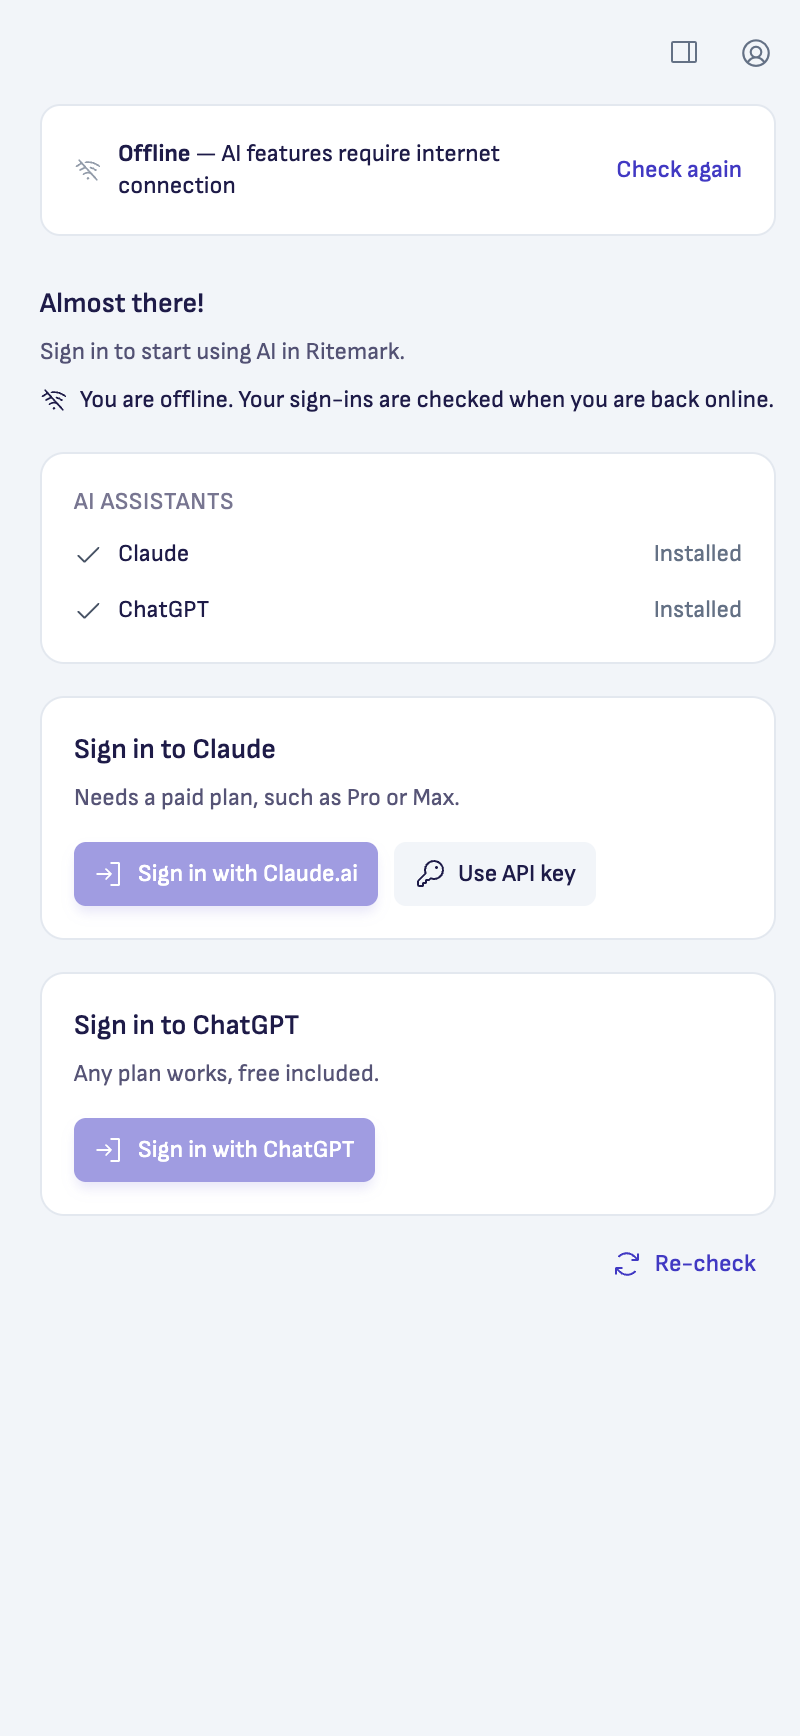 Offline — AI features require internet
connection
Check again
Almost there!
Sign in to start using AI in Ritemark.
You are offline. Your sign-ins are checked when you are back online.
AI ASSISTANTS
Claude
Installed
ChatGPT
Installed
Sign in to Claude
Needs a paid plan, such as Pro or Max.
Sign in with Claude.ai
Use API key
Sign in to ChatGPT
Any plan works, free included.
Sign in with ChatGPT
Re-check